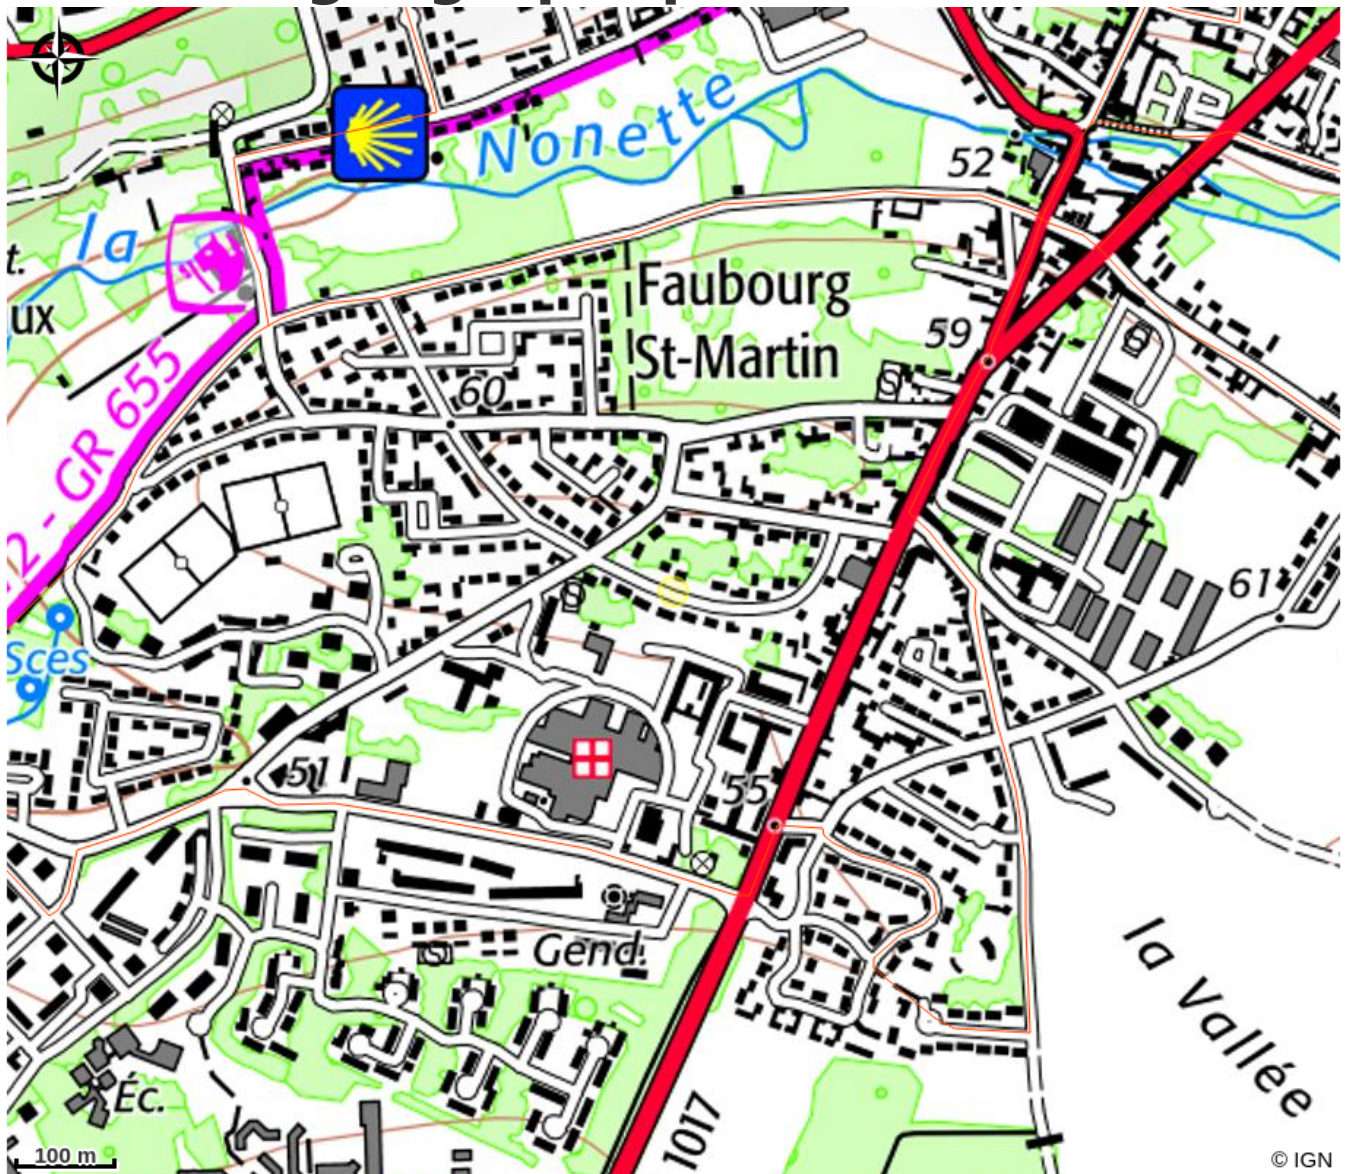 Nonette
52
la
t.
ux
Faubourg
St-Martin
59
60
2 - GR 655
61
Sces
51
55
Gend.
la Vallée
Éc.
1017
100 m
© IGN